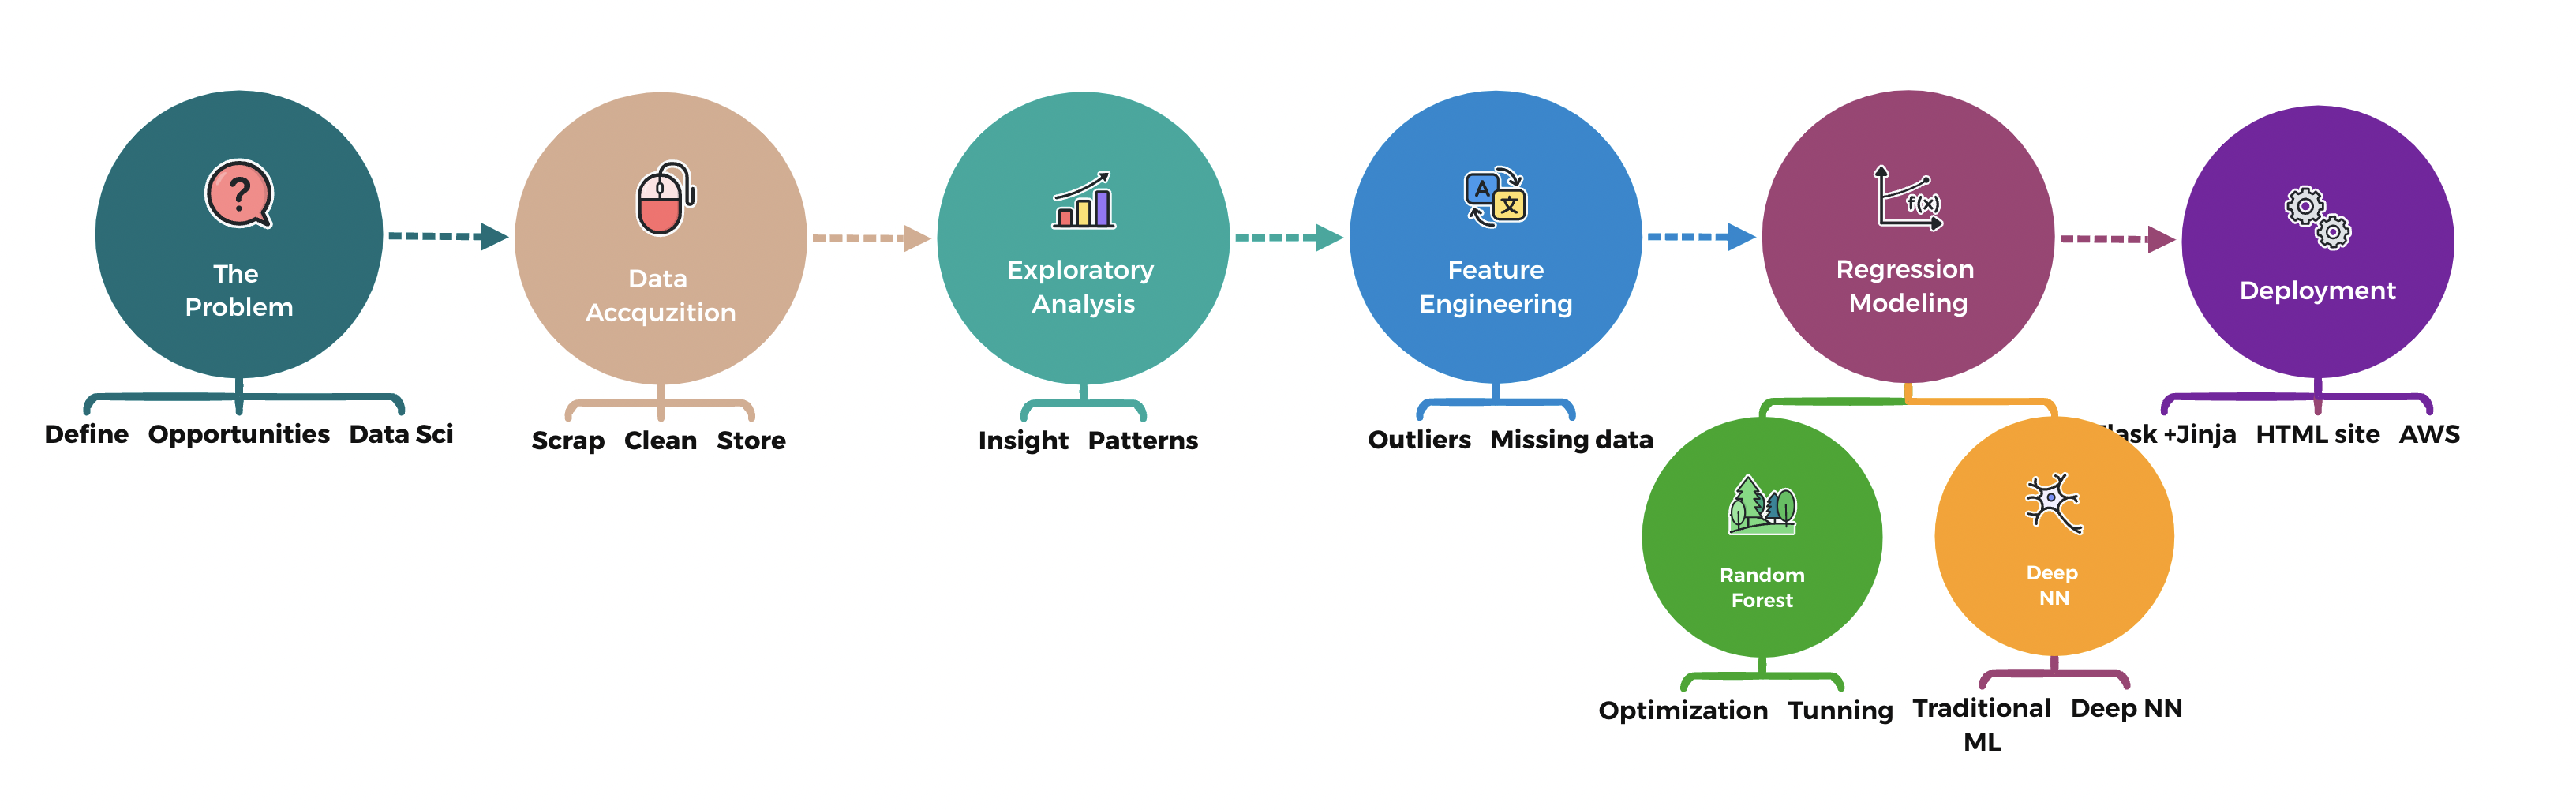 The
Problem
Define Opportunities Data Sci
Data
Accquzition
Scrap Clean Store
Exploratory
Analysis
Insight Patterns
A 文
Feature
Engineering
Outliers Missing data
f(x)
Regression
Modeling
Random
Forest
Optimization Tunning
Deep
NN
Traditional Deep NN
ML
Deployment
lask +Jinja HTML site AWS